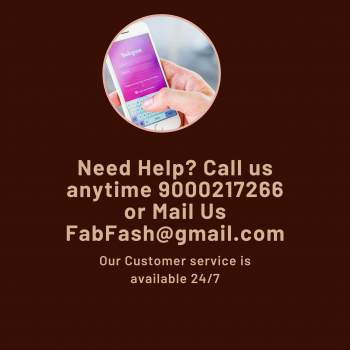 Need Help? Call us
anytime 9000217266
or Mail Us
FabFash@gmail.com
Our Customer service is
available 24/7